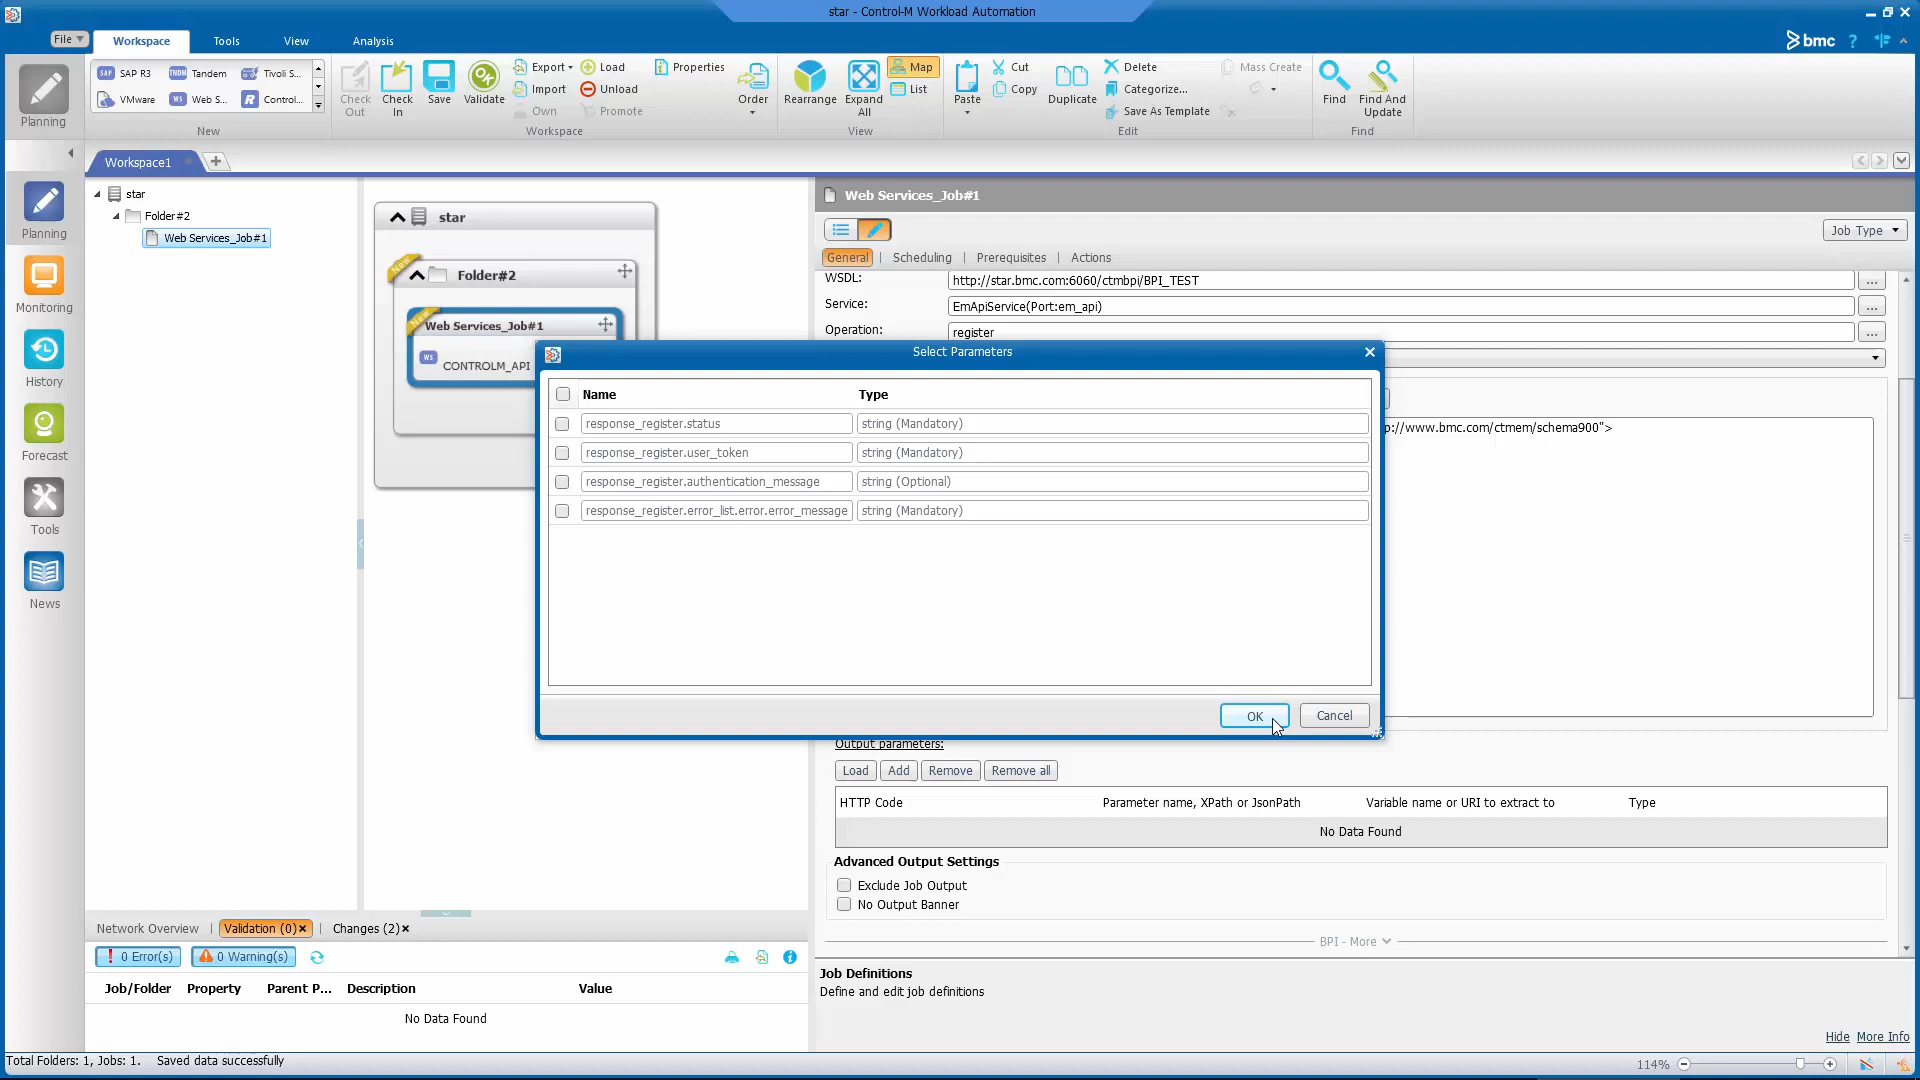 star - Control-M Workload Automation
File
Workspace
Tools
View
Analysis
bmc
?
Planning
SAP R3
Tandem
Tivoli S...
VMware
Web S...
Control...
New
Check Out
Check In
Save
Validate
Export
Import
Own
Load
Unload
Promote
Properties
Order
Workspace
Rearrange
Expand All
Map
List
View
Paste
Cut
Copy
Duplicate
Delete
Categorize...
Save As Template
Mass Create
Edit
Find
Find And Update
Find
Workspace1
+
Planning
Monitoring
History
Forecast
Tools
News
star
Folder#2
Web Services_Job#1
star
New
Folder#2
New
Web Services_Job#1
WS
CONTROLM_API
Web Services_Job#1
Job Type
General
Scheduling
Prerequisites
Actions
WSDL:
http://star.bmc.com:6060/ctmbpi/BPI_TEST
...
Service:
EmApiService(Port:em_api)
...
Operation:
register
...
p://www.bmc.com/ctmem/schema900">
Select Parameters
Name
Type
response_register.status
string (Mandatory)
response_register.user_token
string (Mandatory)
response_register.authentication_message
string (Optional)
response_register.error_list.error.error_message
string (Mandatory)
OK
Cancel
Output parameters:
Load
Add
Remove
Remove all
HTTP Code
Parameter name, XPath or JsonPath
Variable name or URI to extract to
Type
No Data Found
Advanced Output Settings
Exclude Job Output
No Output Banner
BPI - More
Job Definitions
Define and edit job definitions
Hide
More Info
Network Overview
Validation (0)
Changes (2)
0 Error(s)
0 Warning(s)
Job/Folder
Property
Parent P...
Description
Value
No Data Found
Total Folders: 1, Jobs: 1.
Saved data successfully
114%